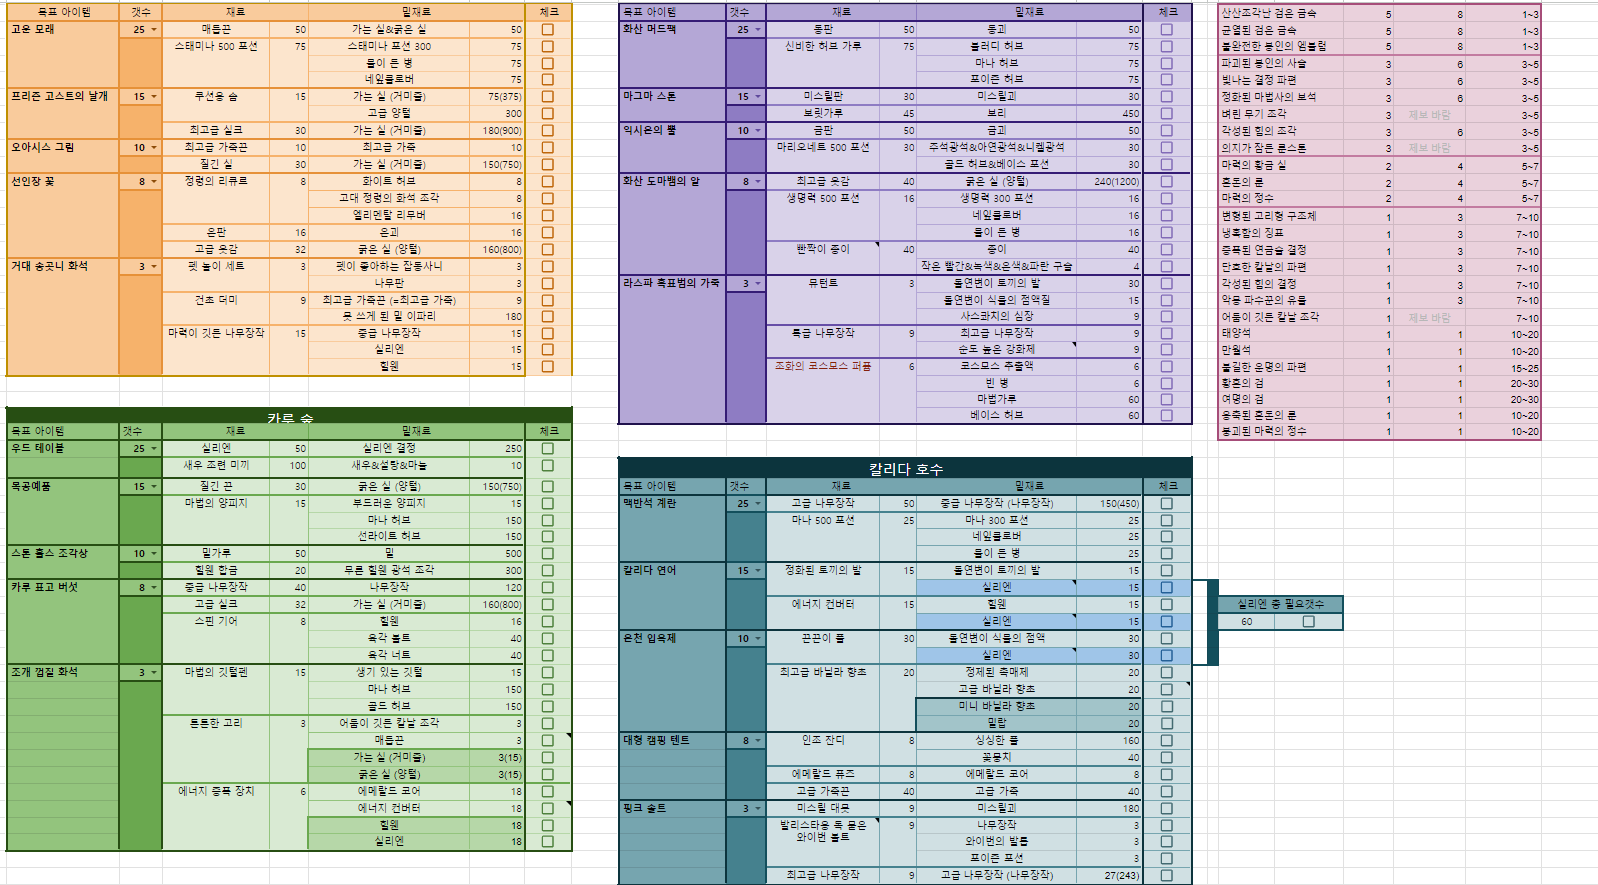 목표 아이템 갯수 재료 밑재료 체크
고운 모래 25 매듭끈 50 가는 실&굵은 실 50
스태미나 500 포션 75 스태미나 포션 300 75
물이 든 병 75
네잎클로버 75
프리즌 고스트의 날개 15 쿠션용 솜 15 가는 실 (거미줄) 75(375)
고급 양털 300
최고급 실크 30 가는 실 (거미줄) 180(900)
오아시스 그림 10 최고급 가죽끈 10 최고급 가죽 10
질긴 실 30 가는 실 (거미줄) 150(750)
선인장 꽃 8 정령의 리큐르 8 화이트 허브 8
고대 정령의 화석 조각 8
엘리멘탈 리무버 16
은판 16 은괴 16
고급 옷감 32 굵은 실 (양털) 160(800)
거대 송곳니 화석 3 펫 놀이 세트 3 펫이 좋아하는 잡동사니 3
나무판 3
건초 더미 9 최고급 가죽끈 (=최고급 가죽) 9
못 쓰게 된 밀 이파리 180
마력이 깃든 나무장작 15 중급 나무장작 15
실리엔 15
힐웬 15
카루 숲
목표 아이템 갯수 재료 밑재료 체크
우드 테이블 25 실리엔 50 실리엔 결정 250
새우 조련 미끼 100 새우&설탕&마늘 10
목공예품 15 질긴 끈 30 굵은 실 (양털) 150(750)
마법의 양피지 15 부드러운 양피지 15
마나 허브 150
선라이트 허브 150
스톤 홀스 조각상 10 밀가루 50 밀 500
힐웬 합금 20 무른 힐웬 광석 조각 300
카루 표고 버섯 8 중급 나무장작 40 나무장작 120
고급 실크 32 가는 실 (거미줄) 160(800)
스핀 기어 8 힐웬 16
육각 볼트 40
육각 너트 40
조개 껍질 화석 3 마법의 깃털펜 15 생기 있는 깃털 15
마나 허브 150
골드 허브 150
튼튼한 고리 3 어둠이 깃든 칼날 조각 3
매듭끈 3
가는 실 (거미줄) 3(15)
굵은 실 (양털) 3(15)
에너지 증폭 장치 6 에메랄드 코어 18
에너지 컨버터 18
힐웬 18
실리엔 18
목표 아이템 갯수 재료 밑재료 체크
화산 머드팩 25 동판 50 동괴 50
신비한 허브 가루 75 블러디 허브 75
마나 허브 75
포이즌 허브 75
마그마 스톤 15 미스릴판 30 미스릴괴 30
보릿가루 45 보리 450
익시온의 뿔 10 금판 50 금괴 50
마리오네트 500 포션 30 주석광석&아연광석&니켈광석 30
골드 허브&베이스 포션 30
화산 도마뱀의 알 8 최고급 옷감 40 굵은 실 (양털) 240(1200)
생명력 500 포션 16 생명력 300 포션 16
네잎클로버 16
물이 든 병 16
빤짝이 종이 40 종이 40
작은 빨간&녹색&은색&파란 구슬 4
라스파 흑표범의 가죽 3 뮤턴트 3 돌연변이 토끼의 발 30
돌연변이 식물의 점액질 15
사스콰치의 심장 9
특급 나무장작 9 최고급 나무장작 9
순도 높은 강화제 9
조화의 코스모스 퍼퓸 6 코스모스 추출액 6
빈 병 6
마법가루 60
베이스 허브 60
칼리다 호수
목표 아이템 갯수 재료 밑재료 체크
맥반석 계란 25 고급 나무장작 50 중급 나무장작 (나무장작) 150(450)
마나 500 포션 25 마나 300 포션 25
네잎클로버 25
물이 든 병 25
칼리다 연어 15 정화된 토끼의 발 15 돌연변이 토끼의 발 15
실리엔 15
에너지 컨버터 15 힐웬 15
실리엔 15
온천 입욕제 10 끈끈이 풀 30 돌연변이 식물의 점액 30
실리엔 30
최고급 바닐라 향초 20 정제된 촉매제 20
고급 바닐라 향초 20
미니 바닐라 향초 20
밀랍 20
대형 캠핑 텐트 8 인조 잔디 8 싱싱한 풀 160
꽃뭉치 40
에메랄드 퓨즈 8 에메랄드 코어 8
고급 가죽끈 40 고급 가죽 40
핑크 솔트 3 미스릴 대못 9 미스릴괴 180
발리스타용 독 묻은 와이번 볼트 9 나무장작 3
와이번의 발톱 3
포이즌 포션 3
최고급 나무장작 9 고급 나무장작 (나무장작) 27(243)
실리엔 총 필요갯수
60
산산조각난 검은 금속 5 8 1~3
균열된 검은 금속 5 8 1~3
불완전한 봉인의 엠블럼 5 8 1~3
파괴된 봉인의 사슬 3 6 3~5
빛나는 결정 파편 3 6 3~5
정화된 마법사의 보석 3 6 3~5
벼린 무기 조각 3 제보 바람 3~5
각성된 힘의 조각 3 6 3~5
의지가 잠든 룬스톤 3 제보 바람 3~5
마력의 황금 실 2 4 5~7
혼돈의 룬 2 4 5~7
마력의 정수 2 4 5~7
변형된 고리형 구조체 1 3 7~10
냉혹함의 징표 1 3 7~10
증폭된 연금술 결정 1 3 7~10
단호한 칼날의 파편 1 3 7~10
각성된 힘의 결정 1 3 7~10
악몽 파수꾼의 유물 1 3 7~10
어둠이 깃든 칼날 조각 1 제보 바람 7~10
태양석 1 1 10~20
만월석 1 1 10~20
불길한 운명의 파편 1 1 15~25
황혼의 검 1 1 20~30
여명의 검 1 1 20~30
응축된 혼돈의 룬 1 1 10~20
붕괴된 마력의 정수 1 1 10~20